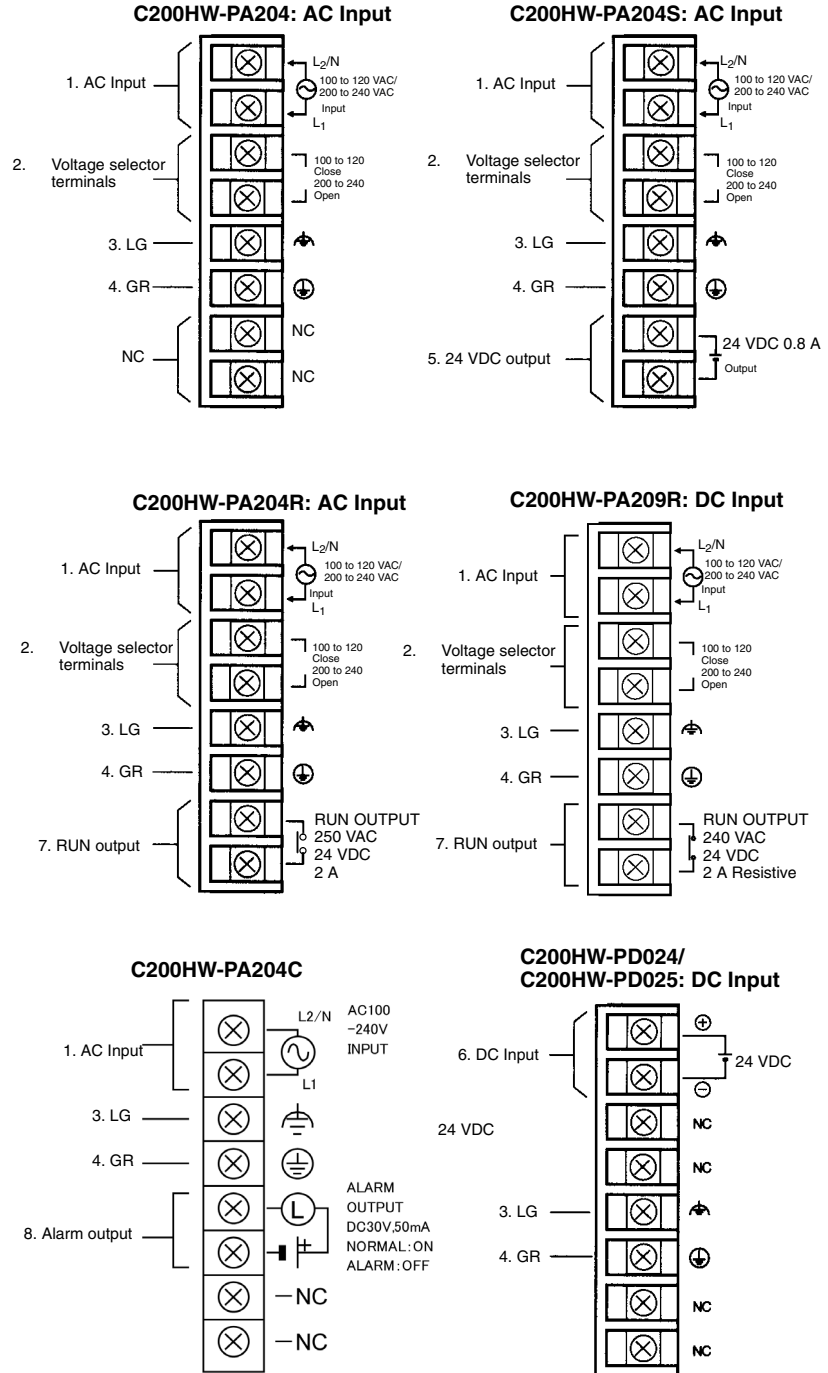 C200HW-PA204: AC Input
1. AC Input
L2/N
100 to 120 VAC/
200 to 240 VAC
Input
L1
2. Voltage selector
terminals
100 to 120
Close
200 to 240
Open
3. LG
4. GR
NC
NC
NC
C200HW-PA204S: AC Input
1. AC Input
L2/N
100 to 120 VAC/
200 to 240 VAC
Input
L1
2. Voltage selector
terminals
100 to 120
Close
200 to 240
Open
3. LG
4. GR
5. 24 VDC output
24 VDC 0.8 A
Output
C200HW-PA204R: AC Input
1. AC Input
L2/N
100 to 120 VAC/
200 to 240 VAC
Input
L1
2. Voltage selector
terminals
100 to 120
Close
200 to 240
Open
3. LG
4. GR
7. RUN output
RUN OUTPUT
250 VAC
24 VDC
2 A
C200HW-PA209R: DC Input
1. AC Input
L2/N
100 to 120 VAC/
200 to 240 VAC
Input
L1
2. Voltage selector
terminals
100 to 120
Close
200 to 240
Open
3. LG
4. GR
7. RUN output
RUN OUTPUT
240 VAC
24 VDC
2 A Resistive
C200HW-PA204C
1. AC Input
L2/N
AC100
-240V
INPUT
L1
3. LG
4. GR
8. Alarm output
L
+
ALARM
OUTPUT
DC30V,50mA
NORMAL:ON
ALARM:OFF
NC
NC
C200HW-PD024/
C200HW-PD025: DC Input
6. DC Input
+
24 VDC
−
24 VDC
NC
NC
3. LG
4. GR
NC
NC